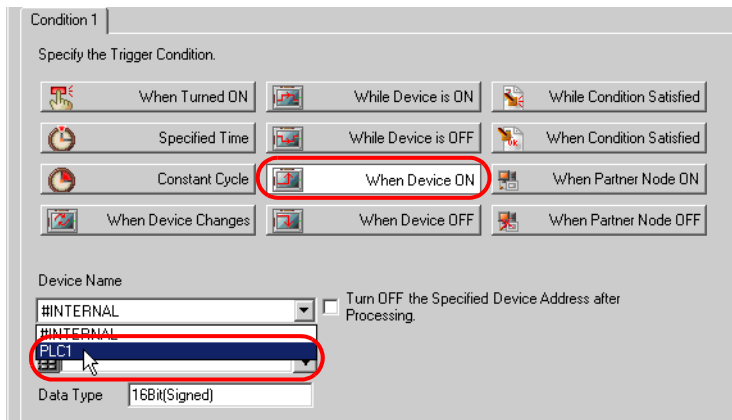 Condition 1
Specify the Trigger Condition.
When Turned ON While Device is ON While Condition Satisfied
Specified Time While Device is OFF When Condition Satisfied
Constant Cycle When Device ON When Partner Node ON
When Device Changes When Device OFF When Partner Node OFF
Device Name
#INTERNAL
Turn OFF the Specified Device Address after
Processing.
#INTERNAL
PLC1
Data Type 16Bit(Signed)